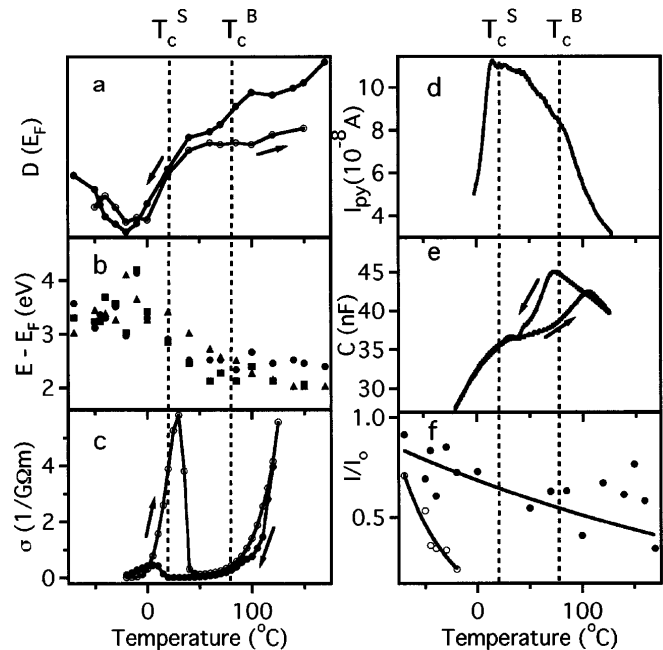 T_c^S T_c^B T_c^S T_c^B
a
D (E_F)
b
4
3
2
E - E_F (eV)
c
4
2
0
σ (1/GΩm)
0 100
Temperature (°C)
d
10
8
6
4
I_py(10^-8 A)
e
45
40
35
30
C (nF)
f
1.0
0.5
I/I_o
0 100
Temperature (°C)